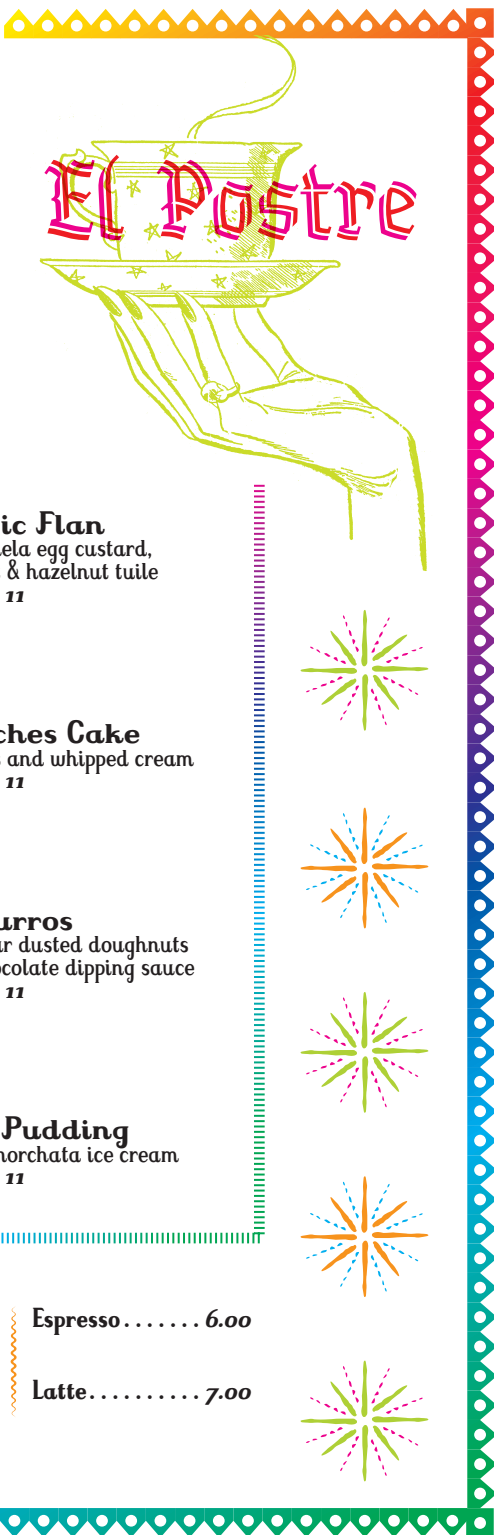 El Postre
ic Flan
ela egg custard,
& hazelnut tuile
11
ches Cake
and whipped cream
11
urros
ar dusted doughnuts
ocolate dipping sauce
11
Pudding
horchata ice cream
11
Espresso....... 6.00
Latte.......... 7.00